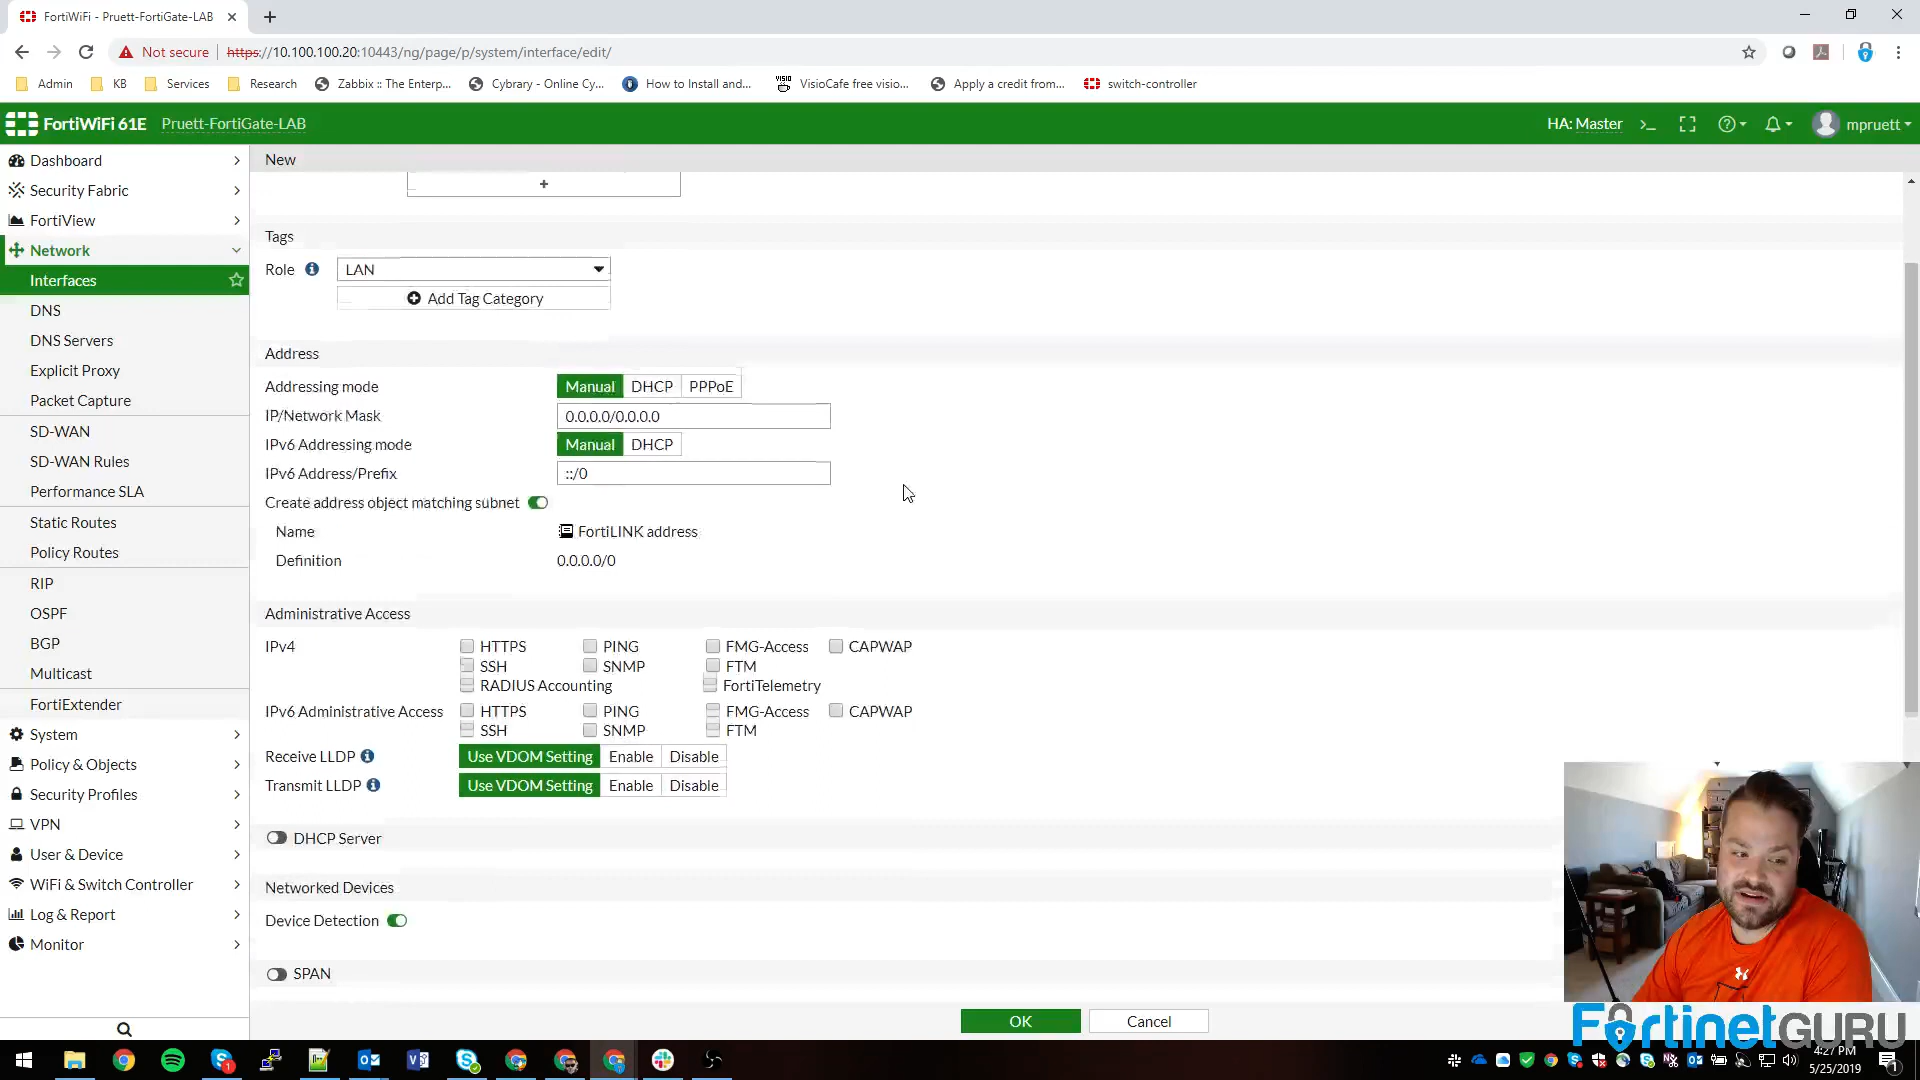 FortiWiFi - Pruett-FortiGate-LAB
Not secure https://10.100.100.20:10443/ng/page/p/system/interface/edit/
Admin KB Services Research Zabbix :: The Enterp... Cybrary - Online Cy... How to Install and... VISIO VisioCafe free visio... Apply a credit from... switch-controller
FortiWiFi 61E Pruett-FortiGate-LAB HA: Master >_ mpruett
Dashboard
Security Fabric
FortiView
Network
Interfaces
DNS
DNS Servers
Explicit Proxy
Packet Capture
SD-WAN
SD-WAN Rules
Performance SLA
Static Routes
Policy Routes
RIP
OSPF
BGP
Multicast
FortiExtender
System
Policy & Objects
Security Profiles
VPN
User & Device
WiFi & Switch Controller
Log & Report
Monitor
New
+
Tags
Role LAN
Add Tag Category
Address
Addressing mode Manual DHCP PPPoE
IP/Network Mask 0.0.0.0/0.0.0.0
IPv6 Addressing mode Manual DHCP
IPv6 Address/Prefix ::/0
Create address object matching subnet
Name FortiLINK address
Definition 0.0.0.0/0
Administrative Access
IPv4 HTTPS PING FMG-Access CAPWAP
SSH SNMP FTM
RADIUS Accounting FortiTelemetry
IPv6 Administrative Access HTTPS PING FMG-Access CAPWAP
SSH SNMP FTM
Receive LLDP Use VDOM Setting Enable Disable
Transmit LLDP Use VDOM Setting Enable Disable
DHCP Server
Networked Devices
Device Detection
SPAN
OK Cancel
FortinetGURU
4:27 PM
5/25/2019